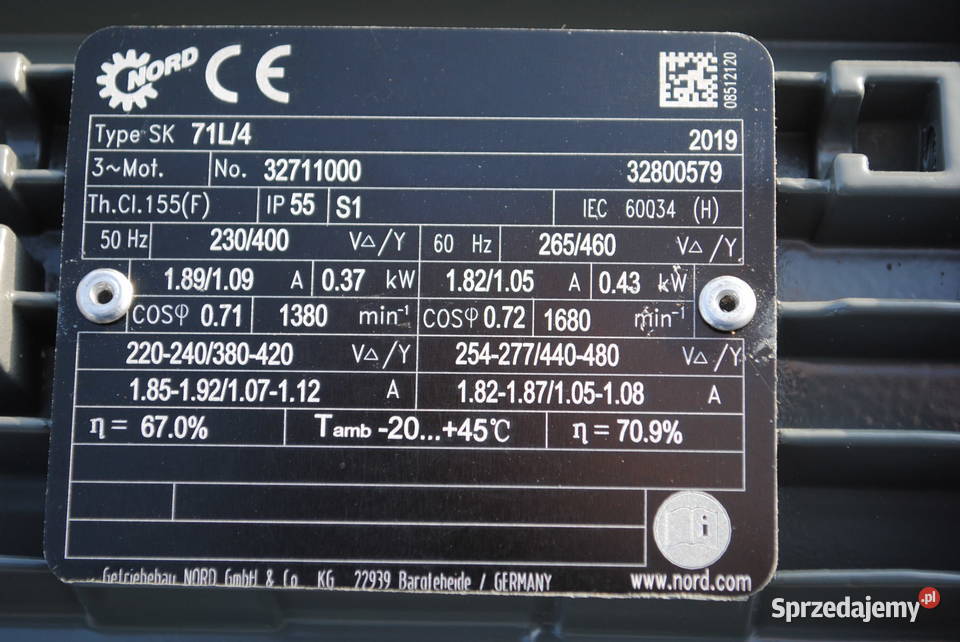 NORD CE
08512120
Type SK 71L/4 2019
3~Mot. No. 32711000 32800579
Th.Cl.155(F) IP 55 S1 IEC 60034 (H)
50 Hz 230/400 V△/Y 60 Hz 265/460 V△/Y
1.89/1.09 A 0.37 kW 1.82/1.05 A 0.43 kW
COSφ 0.71 1380 min⁻¹ COSφ 0.72 1680 min⁻¹
220-240/380-420 V△/Y 254-277/440-480 V△/Y
1.85-1.92/1.07-1.12 A 1.82-1.87/1.05-1.08 A
η = 67.0% Tamb -20...+45°C η = 70.9%
i
Getriebebau NORD GmbH & Co. KG, 22939 Bargteheide / GERMANY www.nord.com
Sprzedajemy.pl